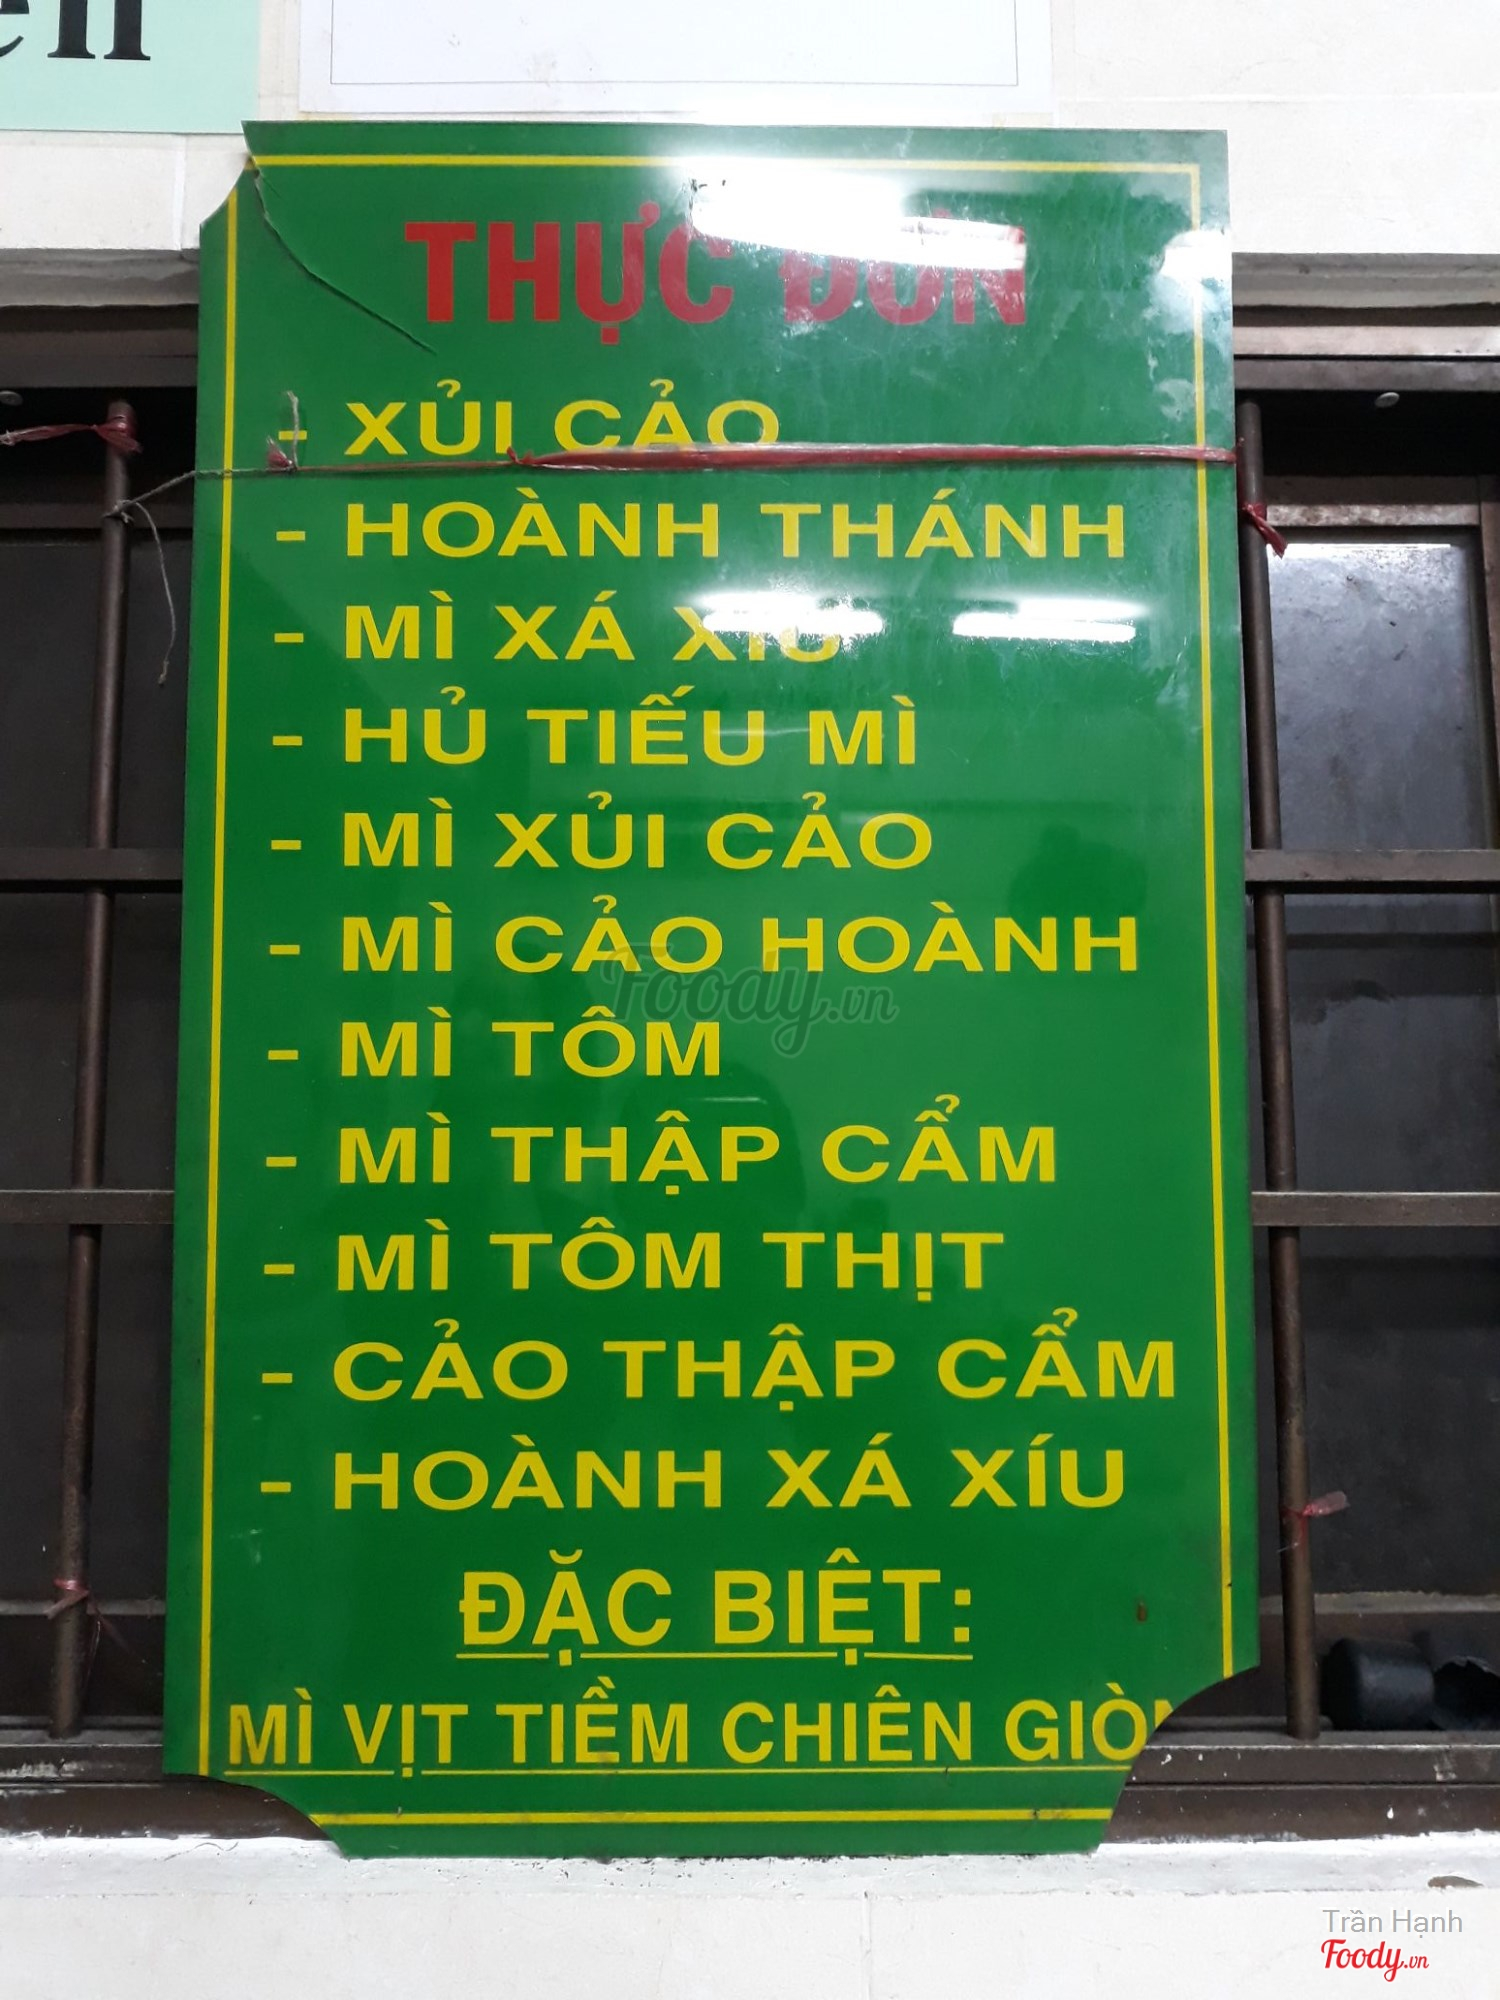 THỰC ĐƠN
- XỦI CẢO
- HOÀNH THÁNH
- MÌ XÁ XÍU
- HỦ TIẾU MÌ
- MÌ XỦI CẢO
- MÌ CẢO HOÀNH
- MÌ TÔM
- MÌ THẬP CẨM
- MÌ TÔM THỊT
- CẢO THẬP CẨM
- HOÀNH XÁ XÍU
ĐẶC BIỆT:
MÌ VỊT TIỀM CHIÊN GIÒN
Foody.vn
Trần Hạnh
Foody.vn